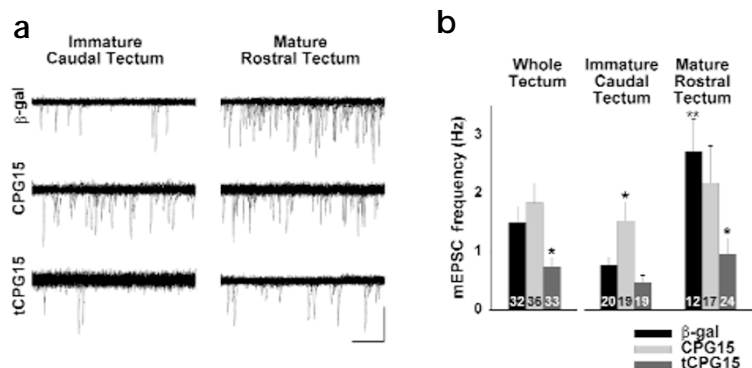 a
Immature
Caudal Tectum
Mature
Rostral Tectum
β-gal
CPG15
tCPG15
b
Whole
Tectum
Immature
Caudal
Tectum
Mature
Rostral
Tectum
mEPSC frequency (Hz)
3
2
1
0
*
*
**
*
32 36 33
20 19 19
12 17 24
β-gal
CPG15
tCPG15